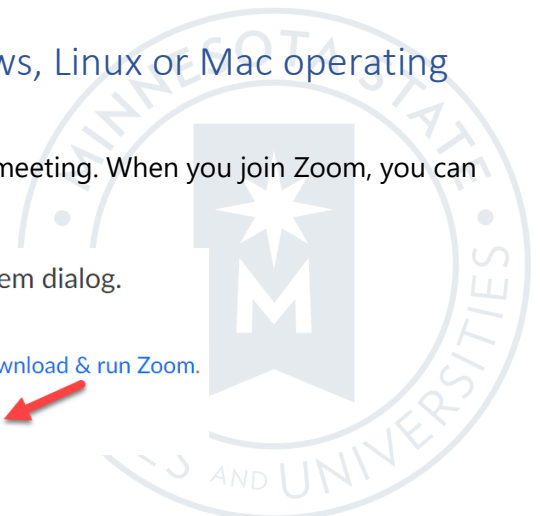 ws, Linux or Mac operating
meeting. When you join Zoom, you can
em dialog.
wnload & run Zoom.
MINNESOTA STATE
M
S AND UNIVERSITIES